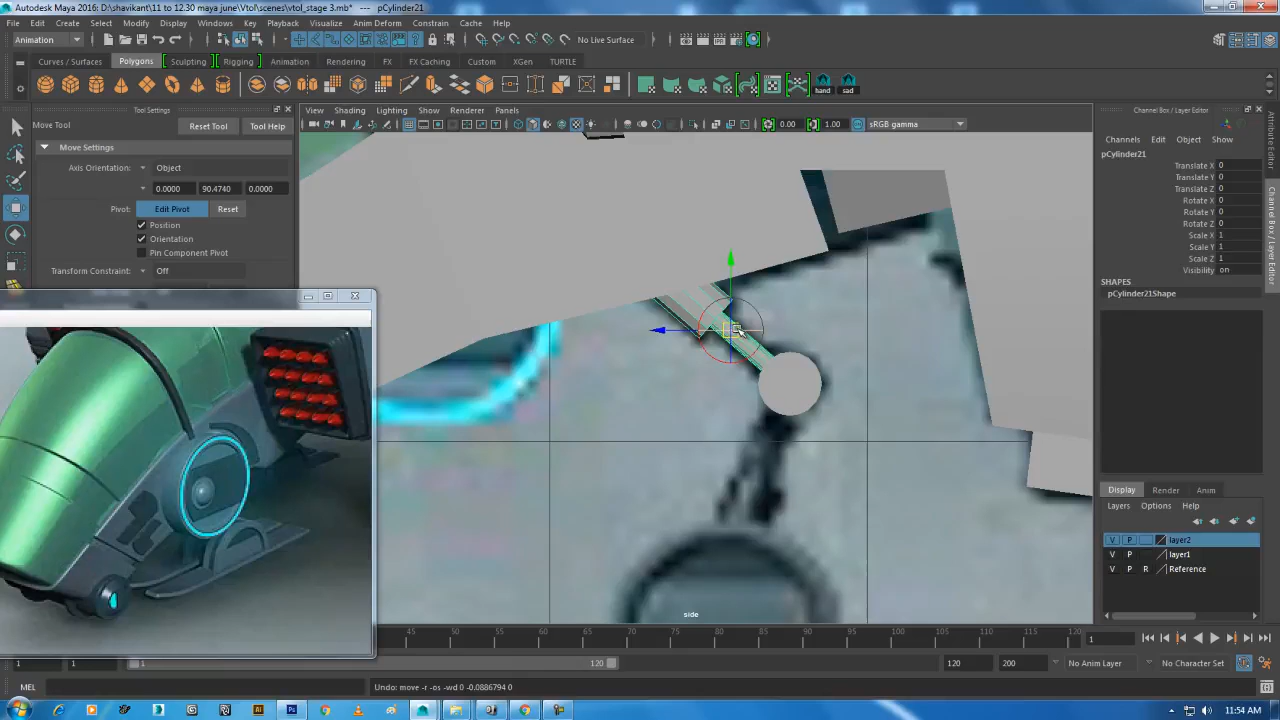 Autodesk Maya 2016: D:\shavikant\11 to 12.30 maya june\Vtol\scenes\vtol_stage 3.mb* --- pCylinder21
File Edit Create Select Modify Display Windows Key Playback Visualize Anim Deform Constrain Cache Help
Animation No Live Surface
Curves / Surfaces Polygons Sculpting Rigging Animation Rendering FX FX Caching Custom XGen TURTLE
hand sad
Tool Settings
Move Tool Reset Tool Tool Help
Move Settings
Axis Orientation: Object
0.0000 90.4740 0.0000
Pivot: Edit Pivot Reset
Position
Orientation
Pin Component Pivot
Transform Constraint: Off
View Shading Lighting Show Renderer Panels
0.00 1.00 sRGB gamma
side
Channel Box / Layer Editor
Channels Edit Object Show
pCylinder21
Translate X 0
Translate Y 0
Translate Z 0
Rotate X 0
Rotate Y 0
Rotate Z 0
Scale X 1
Scale Y 1
Scale Z 1
Visibility on
SHAPES
pCylinder21Shape
Attribute Editor
Channel Box / Layer Editor
Display Render Anim
Layers Options Help
V P layer2
V P layer1
V P R Reference
45 50 55 60 65 70 75 80 85 90 95 100 105 110 115 120 1
1 1 1 120 120 200 No Anim Layer No Character Set
MEL Undo: move -r -os -wd 0 -0.0886794 0
11:54 AM